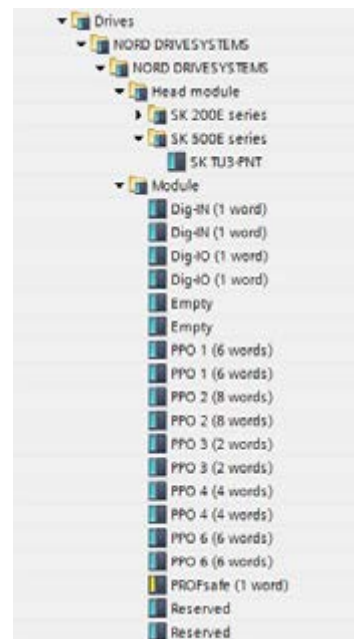 Drives
NORD DRIVESYSTEMS
NORD DRIVESYSTEMS
Head module
SK 200E series
SK 500E series
SK TU3-PNT
Module
Dig-IN (1 word)
Dig-IN (1 word)
Dig-IO (1 word)
Dig-IO (1 word)
Empty
Empty
PPO 1 (6 words)
PPO 1 (6 words)
PPO 2 (8 words)
PPO 2 (8 words)
PPO 3 (2 words)
PPO 3 (2 words)
PPO 4 (4 words)
PPO 4 (4 words)
PPO 6 (6 words)
PPO 6 (6 words)
PROFsafe (1 word)
Reserved
Reserved